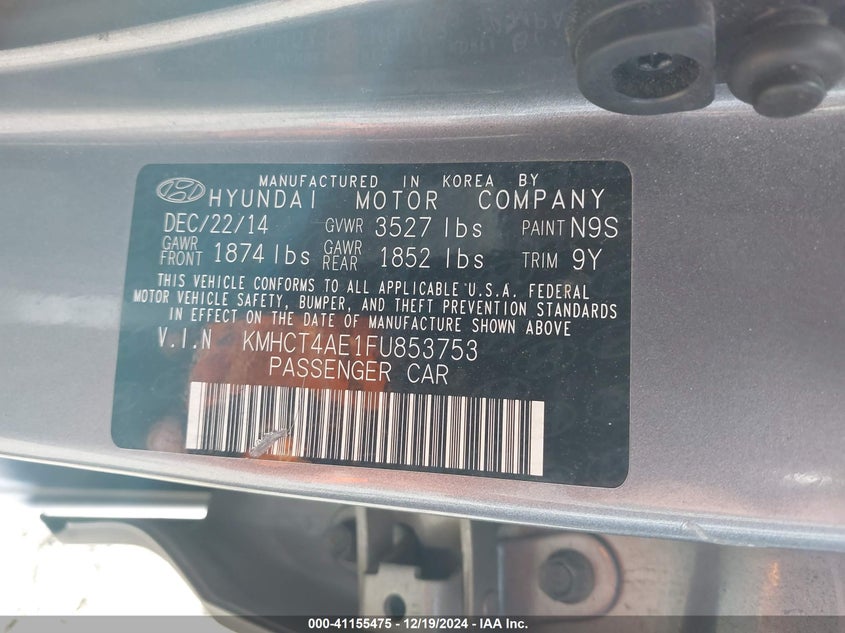 MANUFACTURED IN KOREA BY
HYUNDAI MOTOR COMPANY
DEC/22/14 GVWR 3527 lbs PAINT N9S
GAWR FRONT 1874 lbs GAWR REAR 1852 lbs TRIM 9Y
THIS VEHICLE CONFORMS TO ALL APPLICABLE U.S.A. FEDERAL
MOTOR VEHICLE SAFETY, BUMPER, AND THEFT PREVENTION STANDARDS
IN EFFECT ON THE DATE OF MANUFACTURE SHOWN ABOVE
V.I.N KMHCT4AE1FU853753
PASSENGER CAR
000-41155475 - 12/19/2024 - IAA Inc.